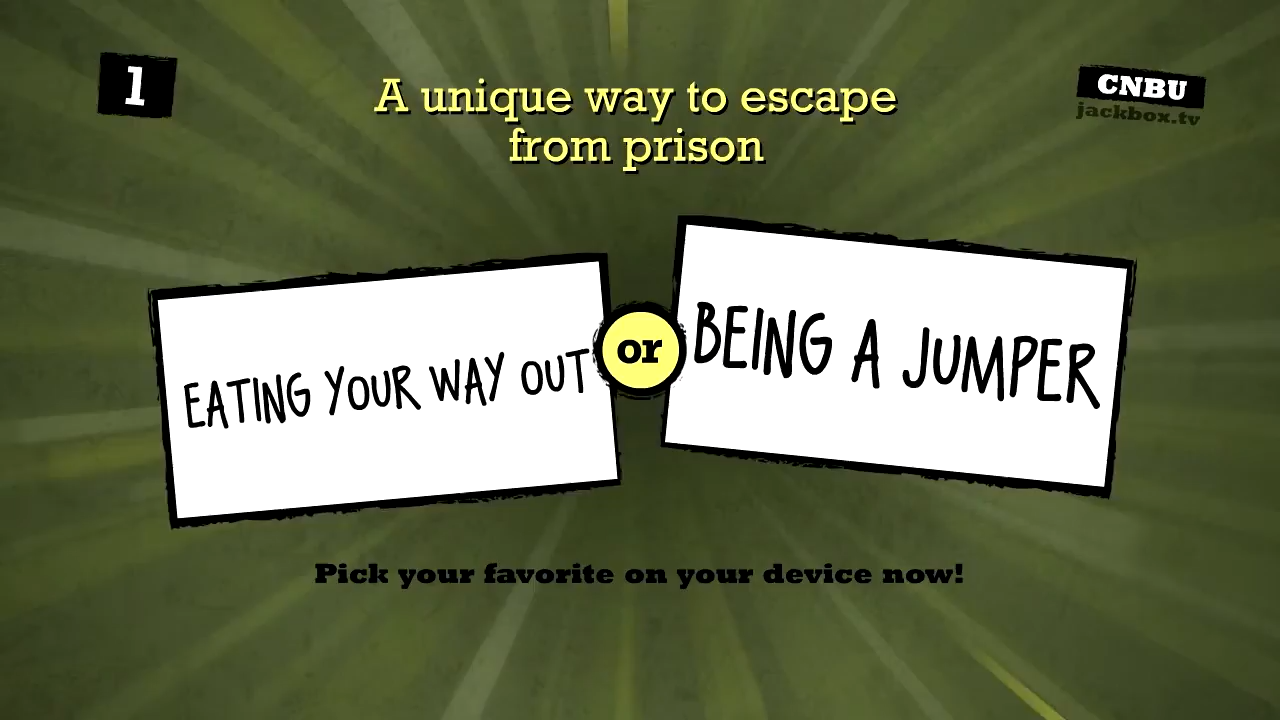 1
A unique way to escape
from prison
CNBU
jackbox.tv
EATING YOUR WAY OUT
or
BEING A JUMPER
Pick your favorite on your device now!